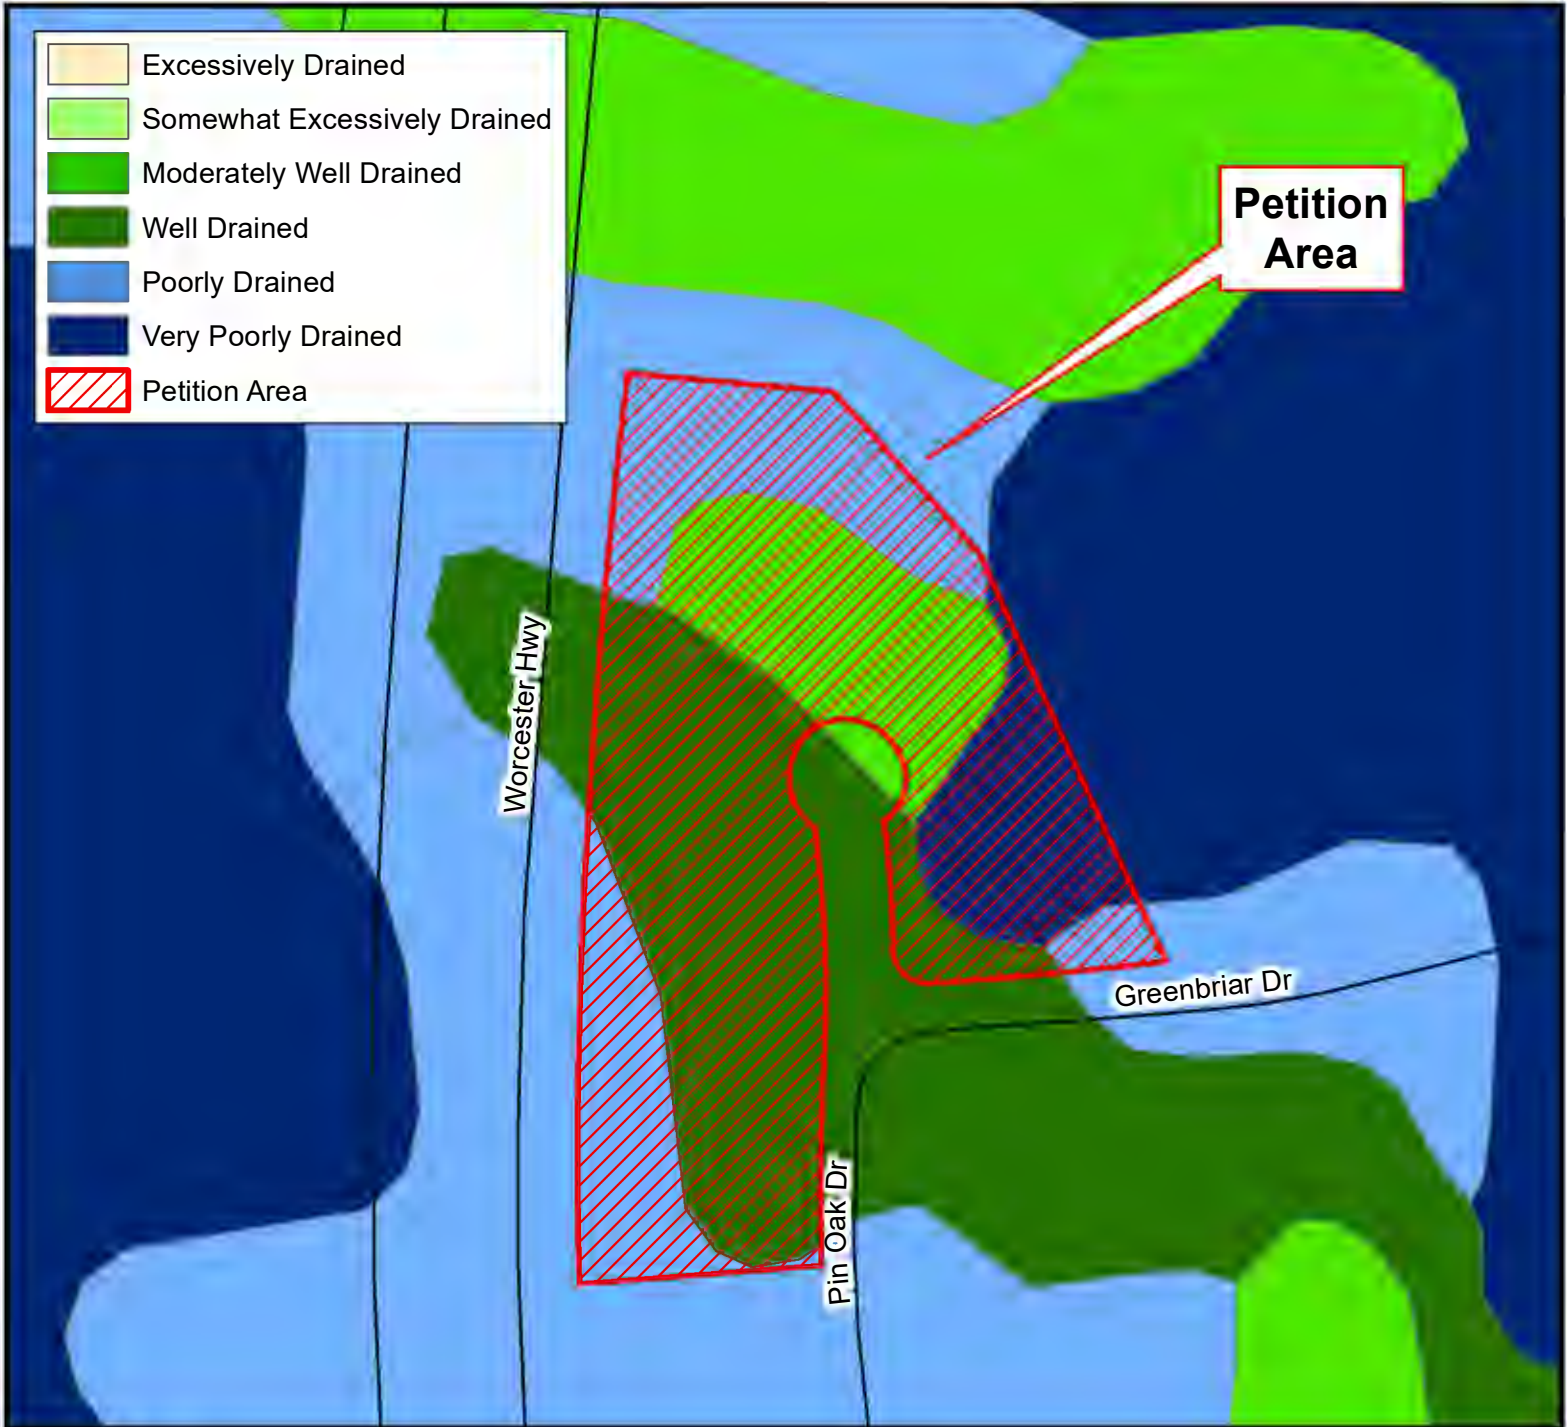 Excessively Drained
Somewhat Excessively Drained
Moderately Well Drained
Well Drained
Poorly Drained
Very Poorly Drained
Petition Area
Petition
Area
Worcester Hwy
Greenbriar Dr
Pin Oak Dr